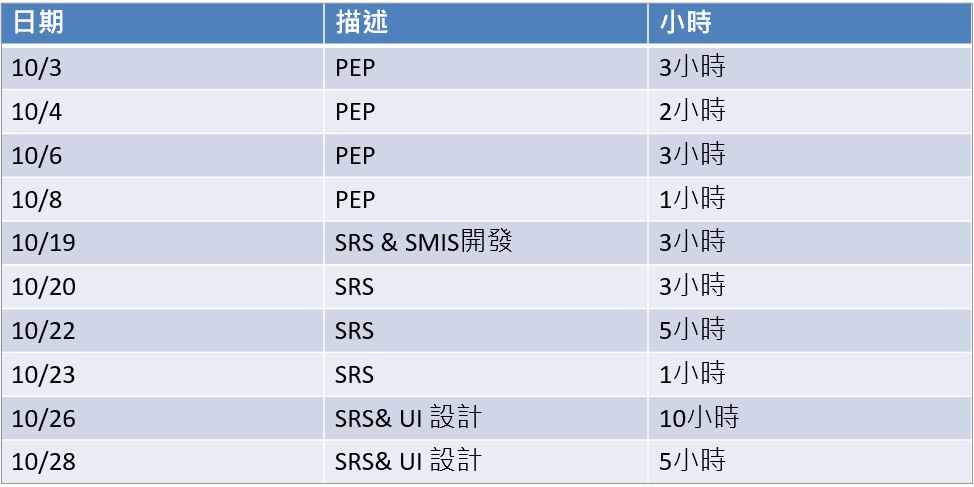 日期 描述 小時
10/3 PEP 3小時
10/4 PEP 2小時
10/6 PEP 3小時
10/8 PEP 1小時
10/19 SRS & SMIS開發 3小時
10/20 SRS 3小時
10/22 SRS 5小時
10/23 SRS 1小時
10/26 SRS& UI 設計 10小時
10/28 SRS& UI 設計 5小時